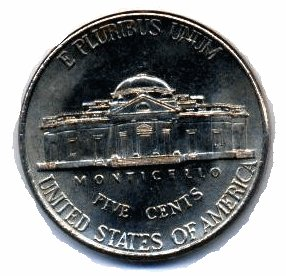 E PLURIBUS UNUM
MONTICELLO
FIVE CENTS
UNITED STATES OF AMERICA